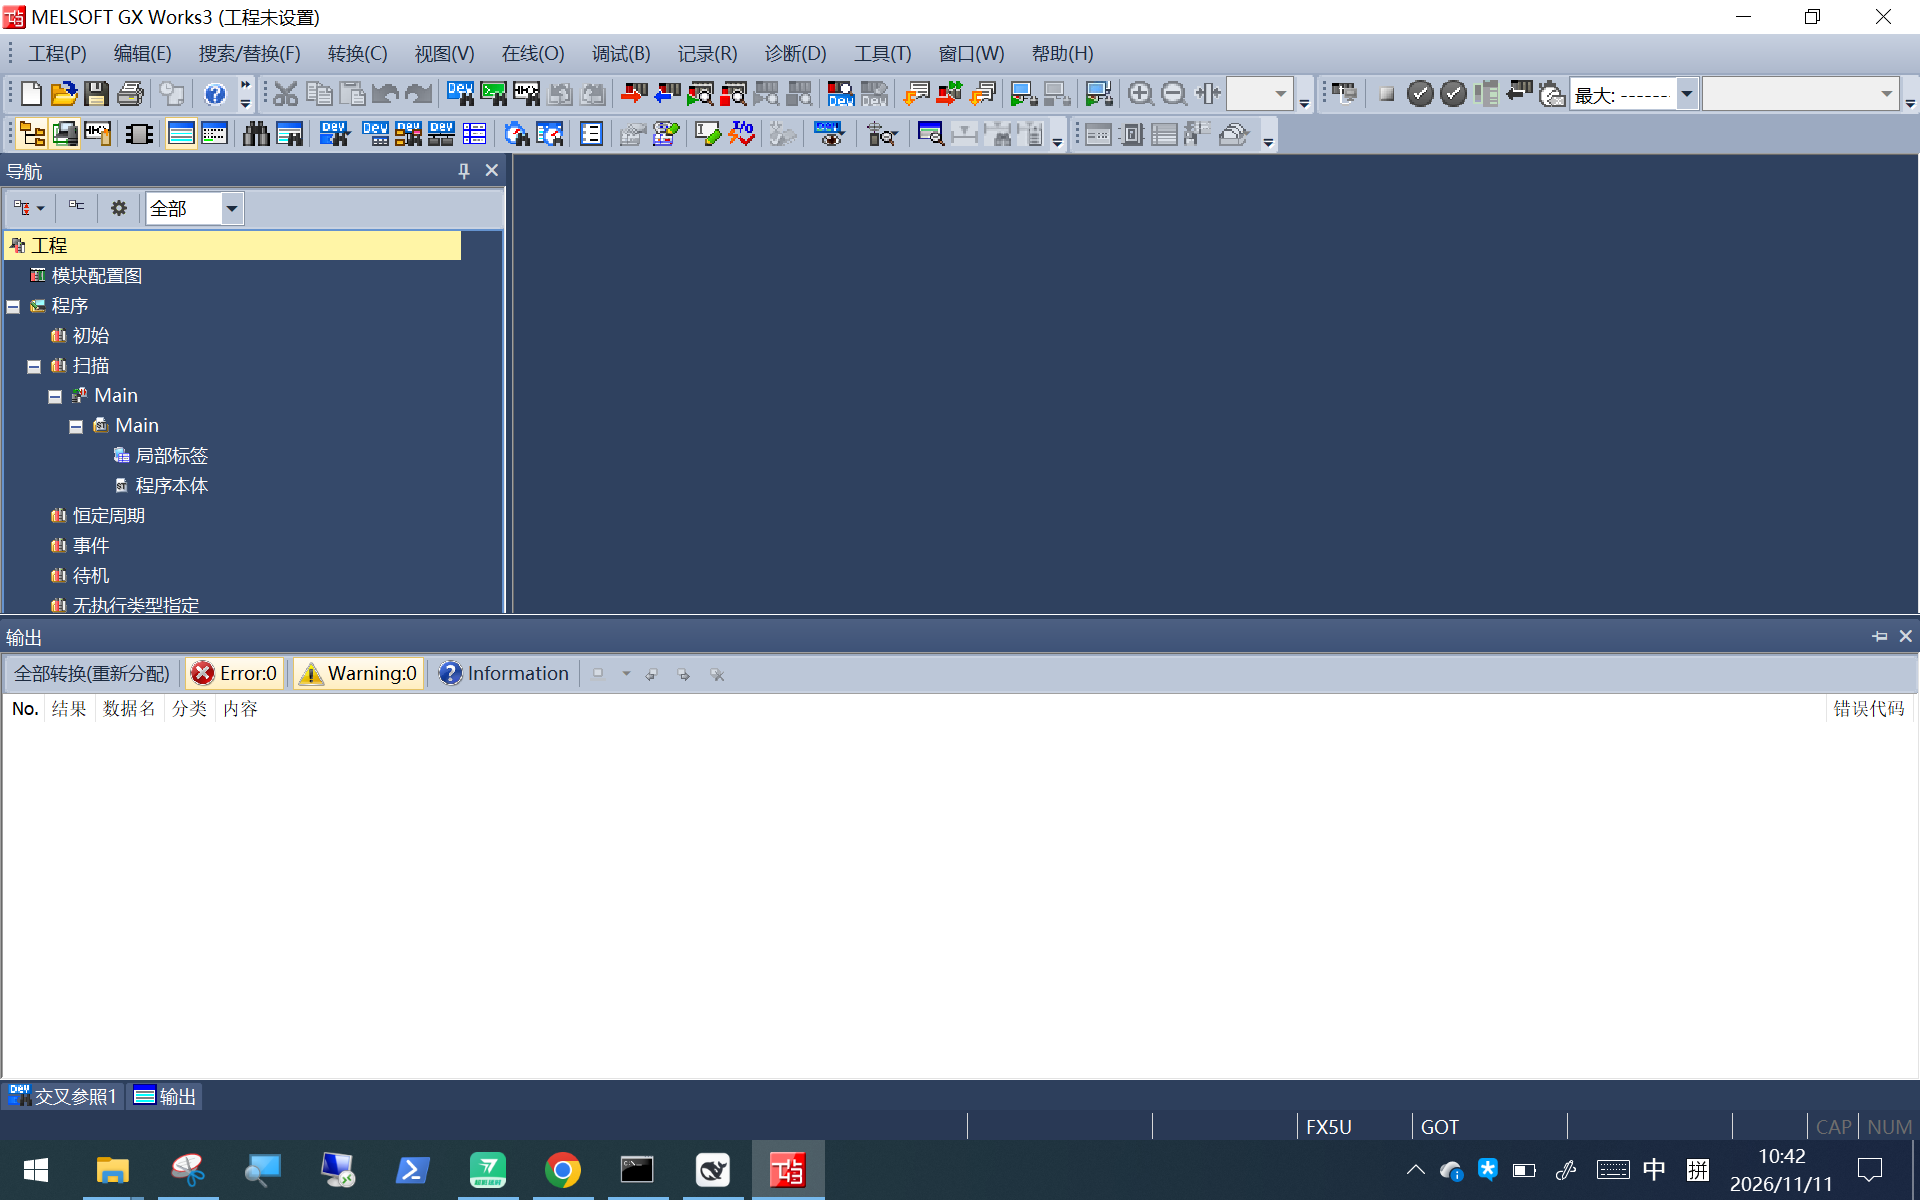 MELSOFT GX Works3 (工程未设置)
工程(P) 编辑(E) 搜索/替换(F) 转换(C) 视图(V) 在线(O) 调试(B) 记录(R) 诊断(D) 工具(T) 窗口(W) 帮助(H)
最大: -------
导航
全部
工程
模块配置图
程序
初始
扫描
Main
Main
局部标签
程序本体
恒定周期
事件
待机
无执行类型指定
输出
全部转换(重新分配) Error:0 Warning:0 Information
No. 结果 数据名 分类 内容 错误代码
交叉参照1 输出
FX5U GOT CAP NUM
中 拼 10:42
2026/11/11